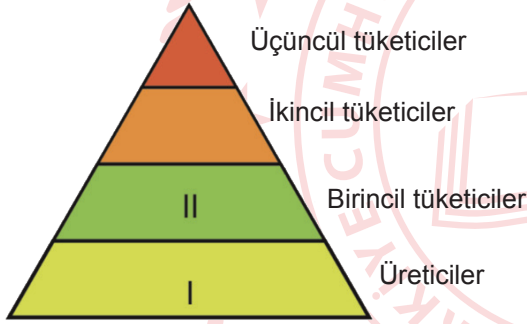 Üçüncül tüketiciler
İkincil tüketiciler
II
Birincil tüketiciler
Üreticiler
I